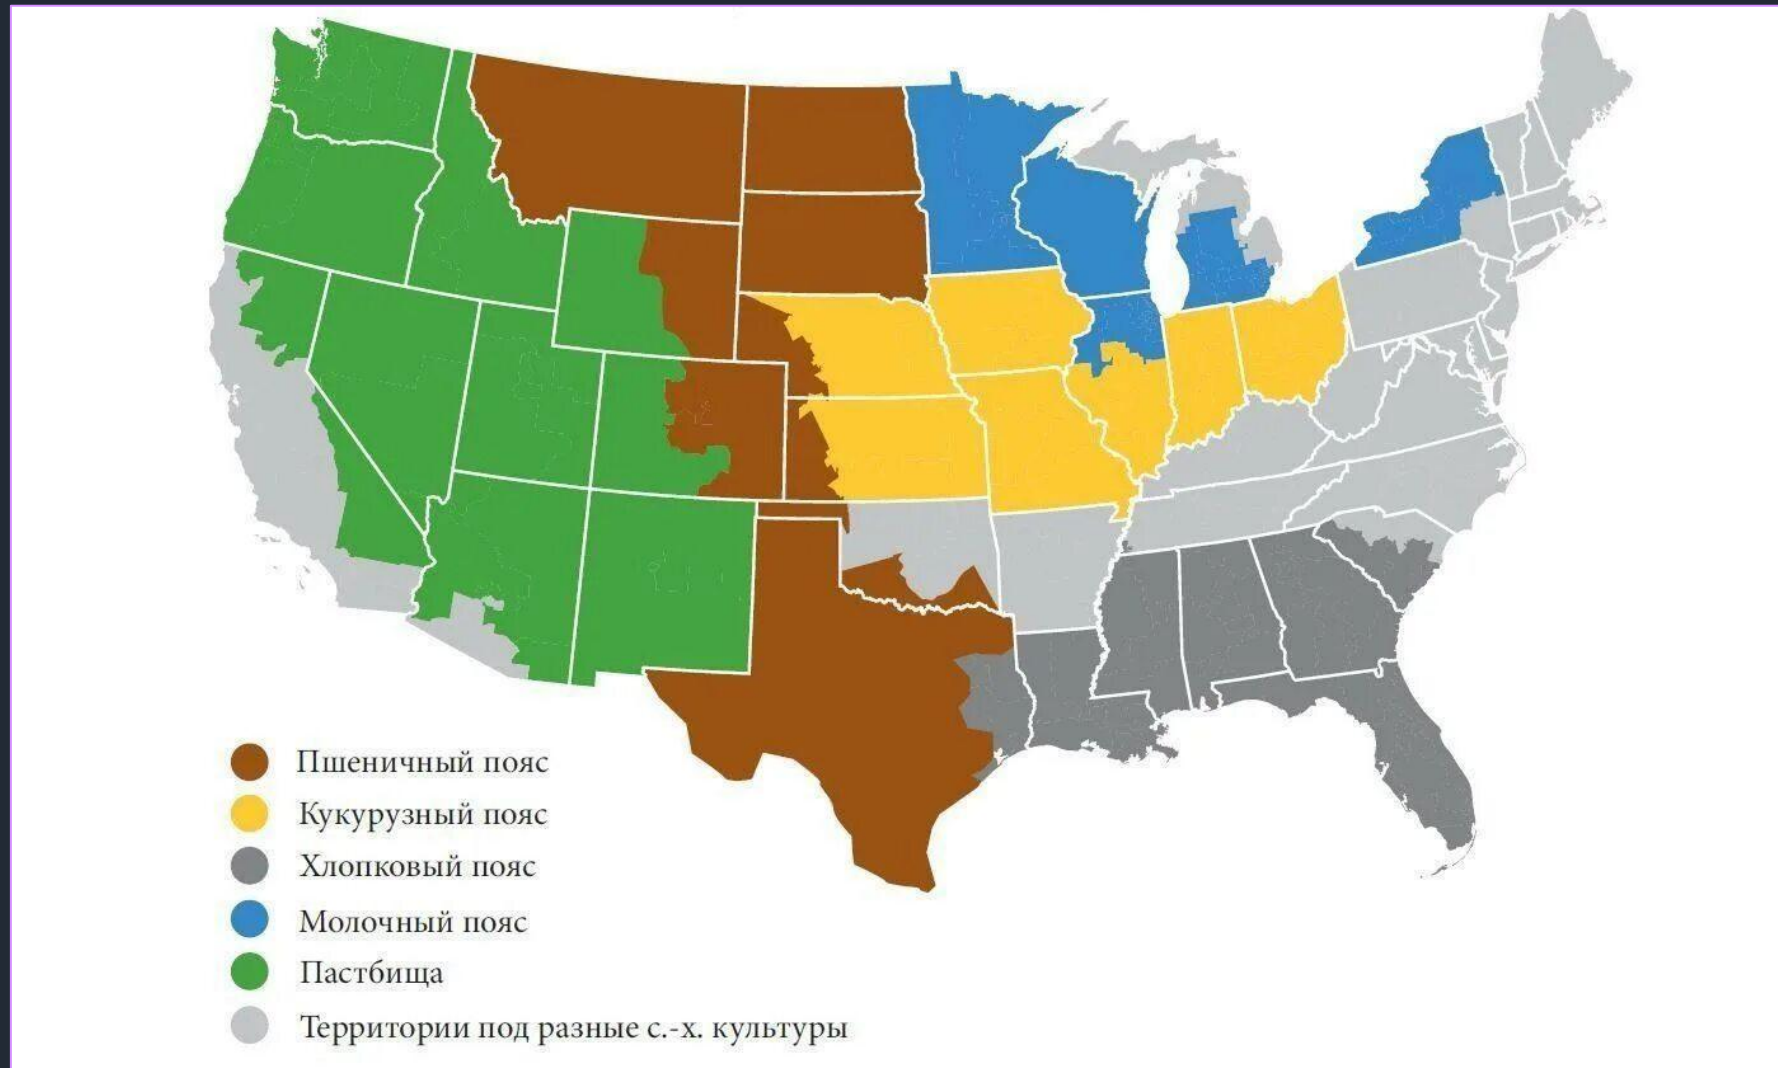 Пшеничный пояс
Кукурузный пояс
Хлопковый пояс
Молочный пояс
Пастбища
Территории под разные с.-х. культуры